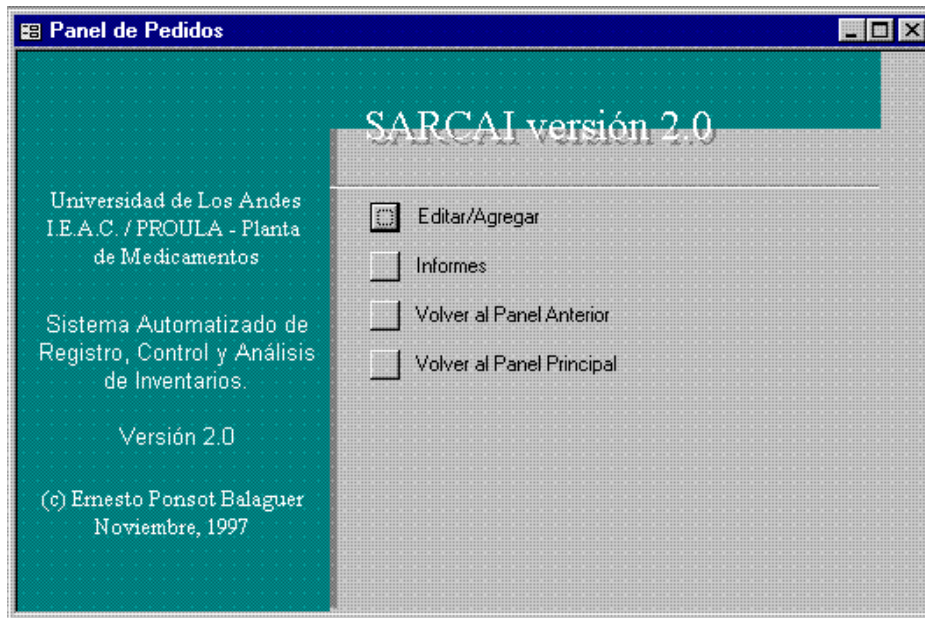 Panel de Pedidos
SARCAI versión 2.0
Universidad de Los Andes
I.E.A.C. / PROULA - Planta
de Medicamentos
Sistema Automatizado de
Registro, Control y Análisis
de Inventarios.
Versión 2.0
(c) Ernesto Ponsot Balaguer
Noviembre, 1997
Editar/Agregar
Informes
Volver al Panel Anterior
Volver al Panel Principal